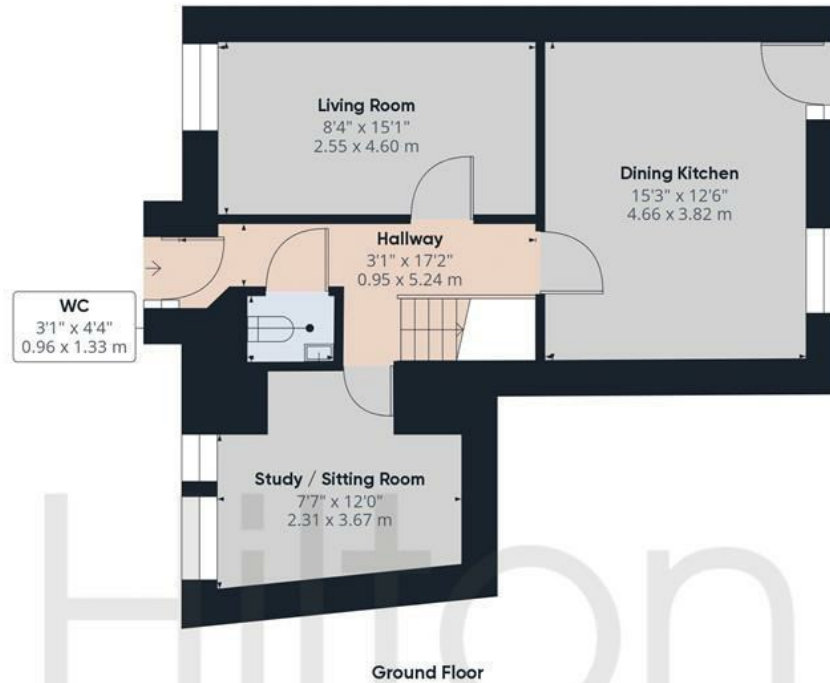 Living Room
8'4" x 15'1"
2.55 x 4.60 m
Dining Kitchen
15'3" x 12'6"
4.66 x 3.82 m
Hallway
3'1" x 17'2"
0.95 x 5.24 m
WC
3'1" x 4'4"
0.96 x 1.33 m
Study / Sitting Room
7'7" x 12'0"
2.31 x 3.67 m
Hilton
Ground Floor